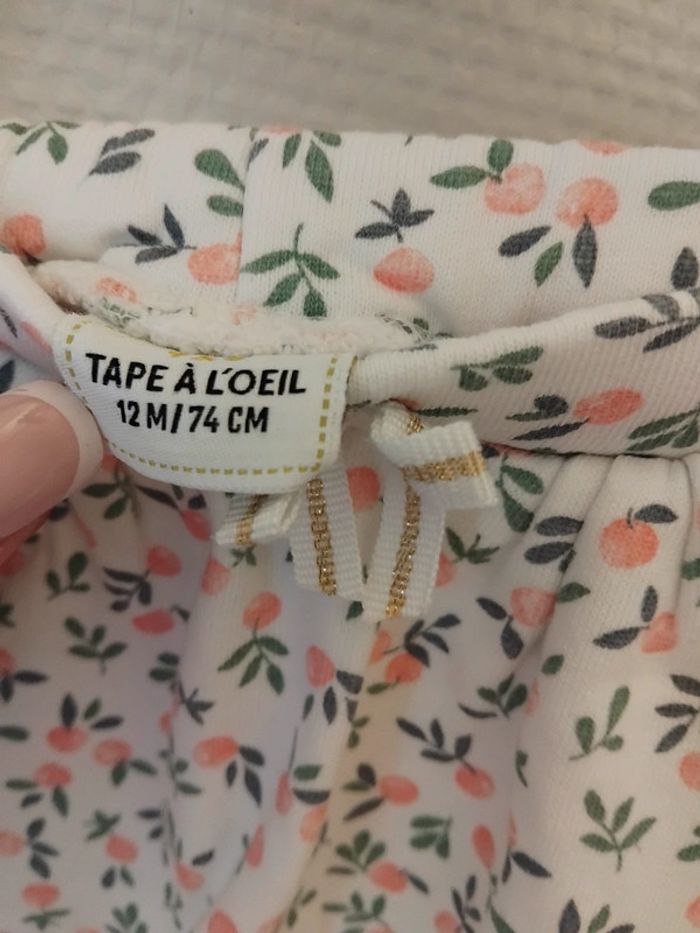 TAPE À L'OEIL
12 M/74 CM